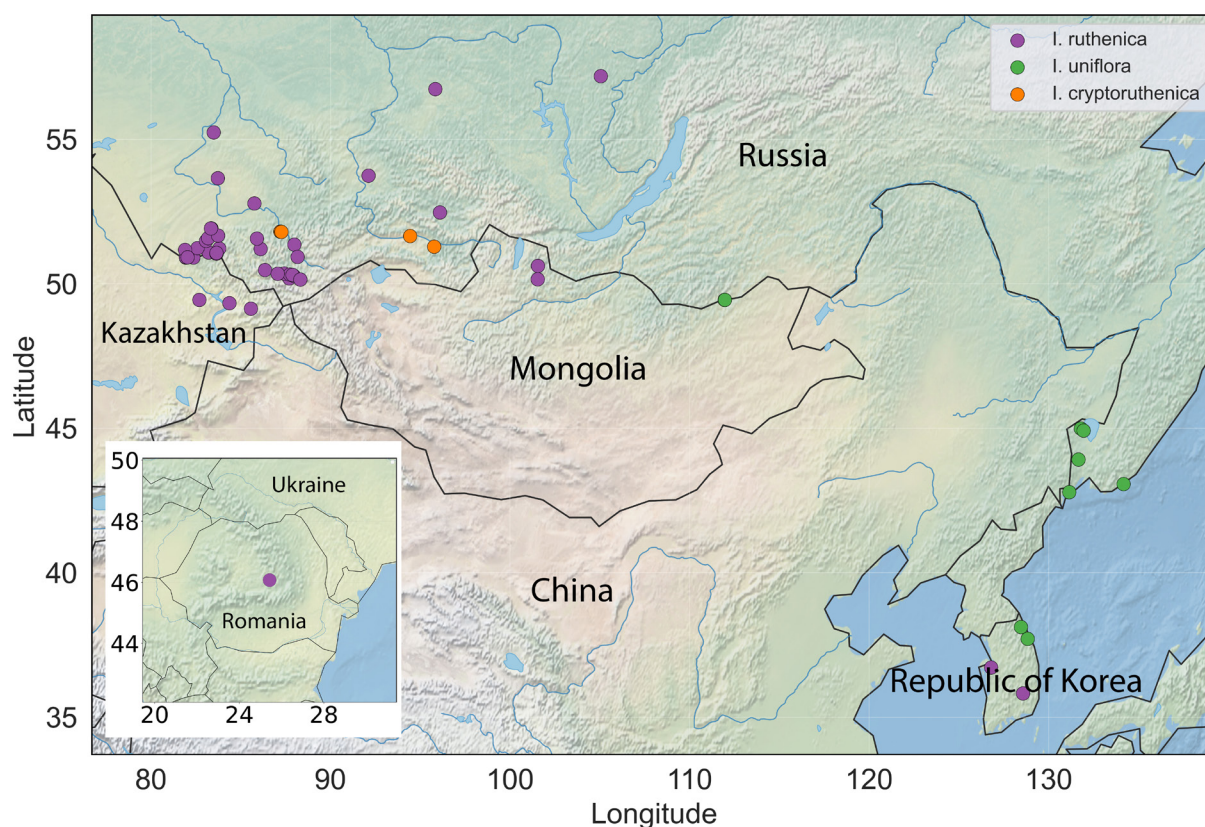 I. ruthenica
I. uniflora
I. cryptoruthenica
55
Russia
50
Kazakhstan
Mongolia
Latitude
45
50
Ukraine
48
46
40
China
Romania
44
Republic of Korea
35
20 24 28
80 90 100 110 120 130
Longitude